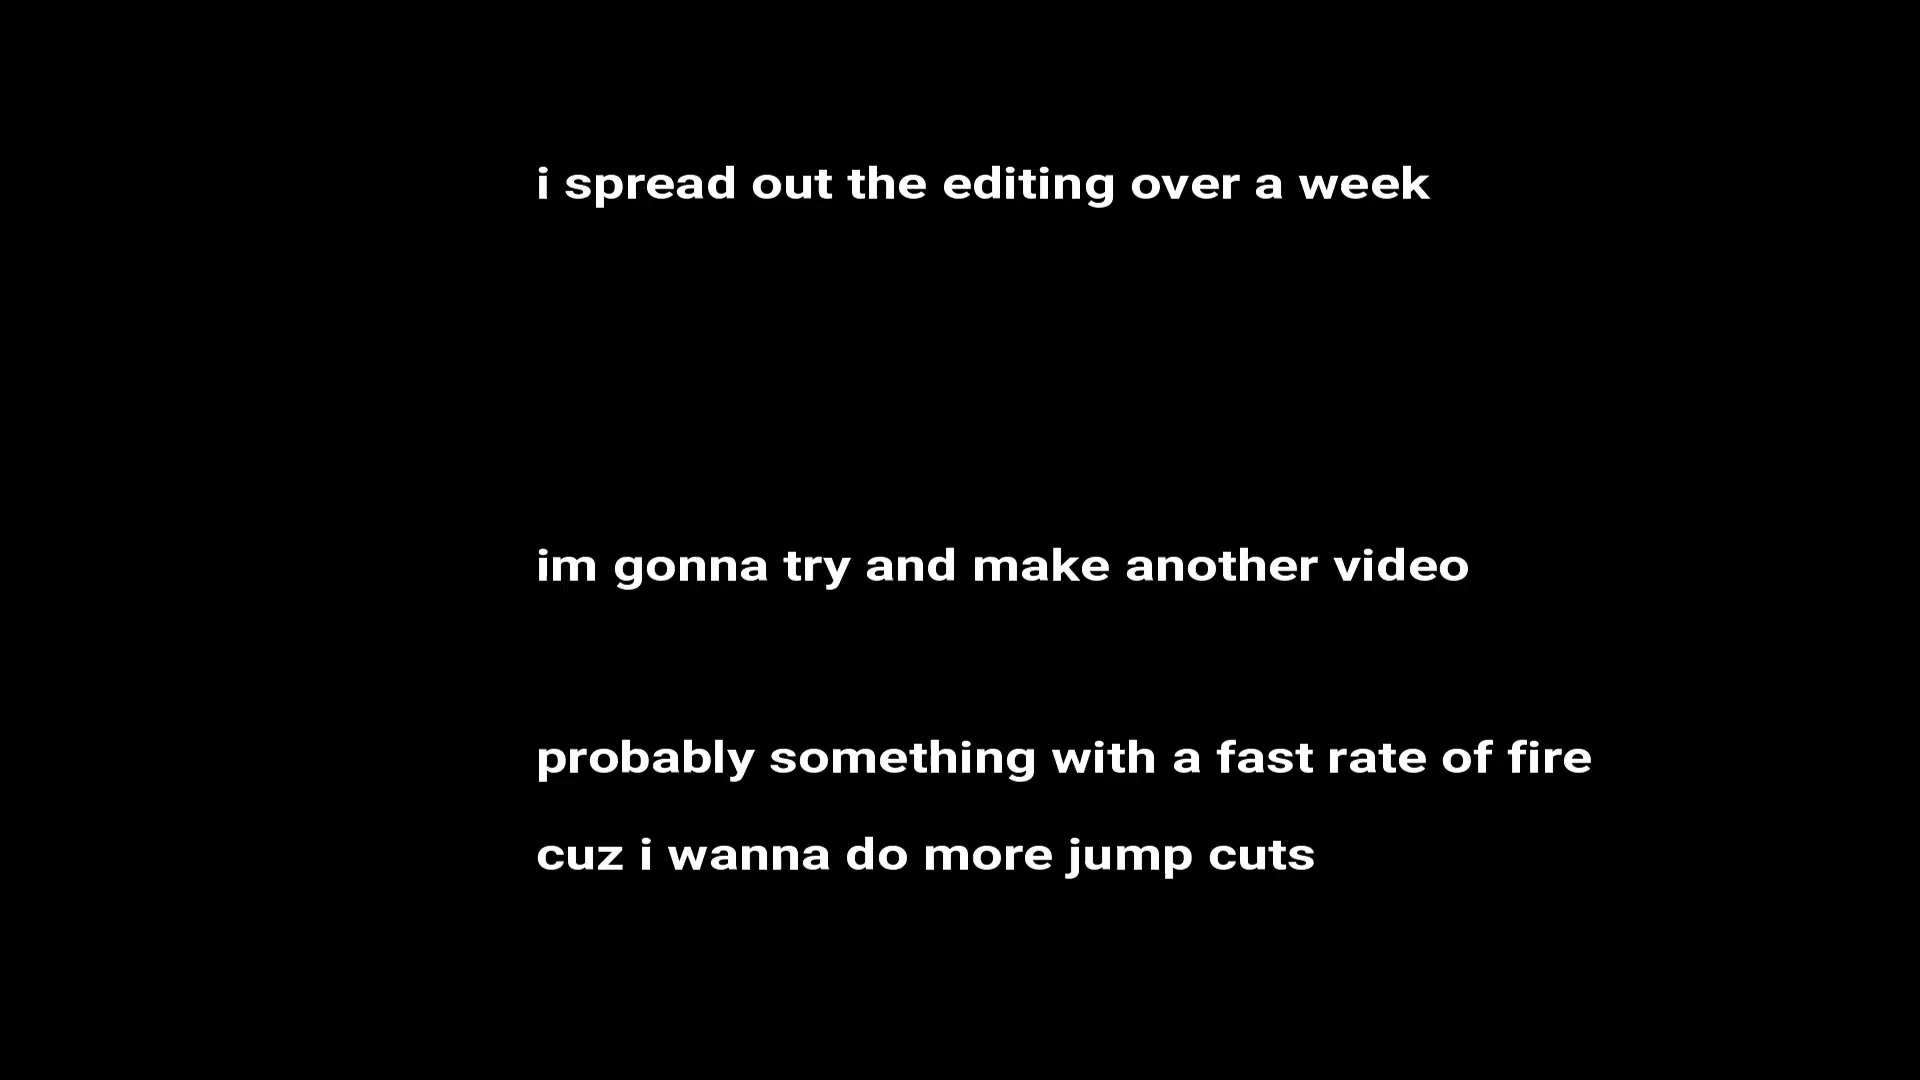 i spread out the editing over a week
im gonna try and make another video
probably something with a fast rate of fire
cuz i wanna do more jump cuts